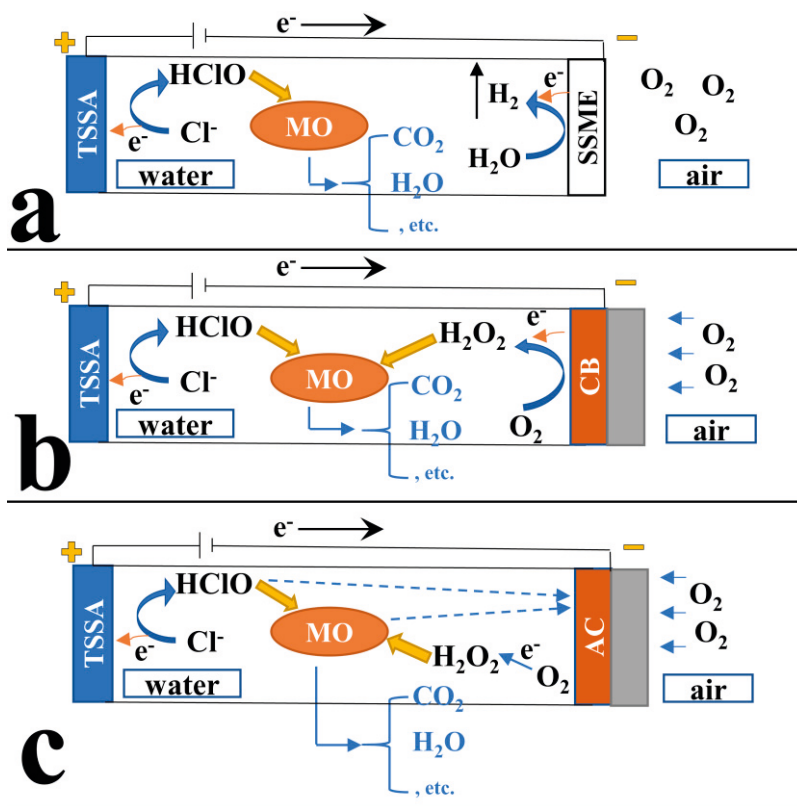 e⁻
+ −
HClO
H₂ e⁻
O₂ O₂
O₂
TSSA
MO
SSME
e⁻ Cl⁻
CO₂
H₂O
water
H₂O
air
, etc.
a
e⁻
+ −
HClO
H₂O₂ e⁻
O₂
TSSA
MO
CB
e⁻ Cl⁻
CO₂
O₂
water
H₂O
O₂
air
, etc.
b
e⁻
+ −
HClO
O₂
TSSA
MO
AC
e⁻ Cl⁻
H₂O₂ e⁻ O₂
O₂
water
CO₂
air
H₂O
, etc.
c